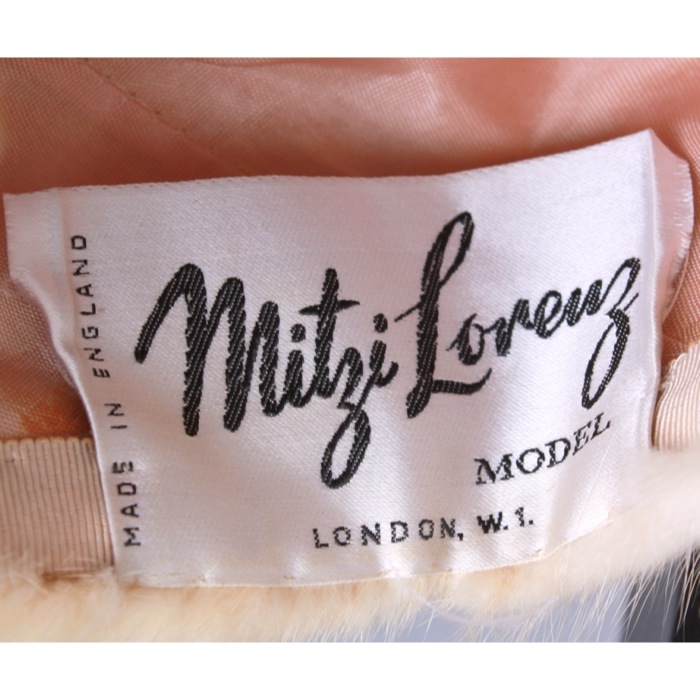 MADE IN ENGLAND
Mitzi Lorenz
MODEL
LONDON, W.1.